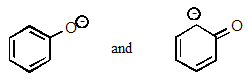 O⊖ and ⊖ O